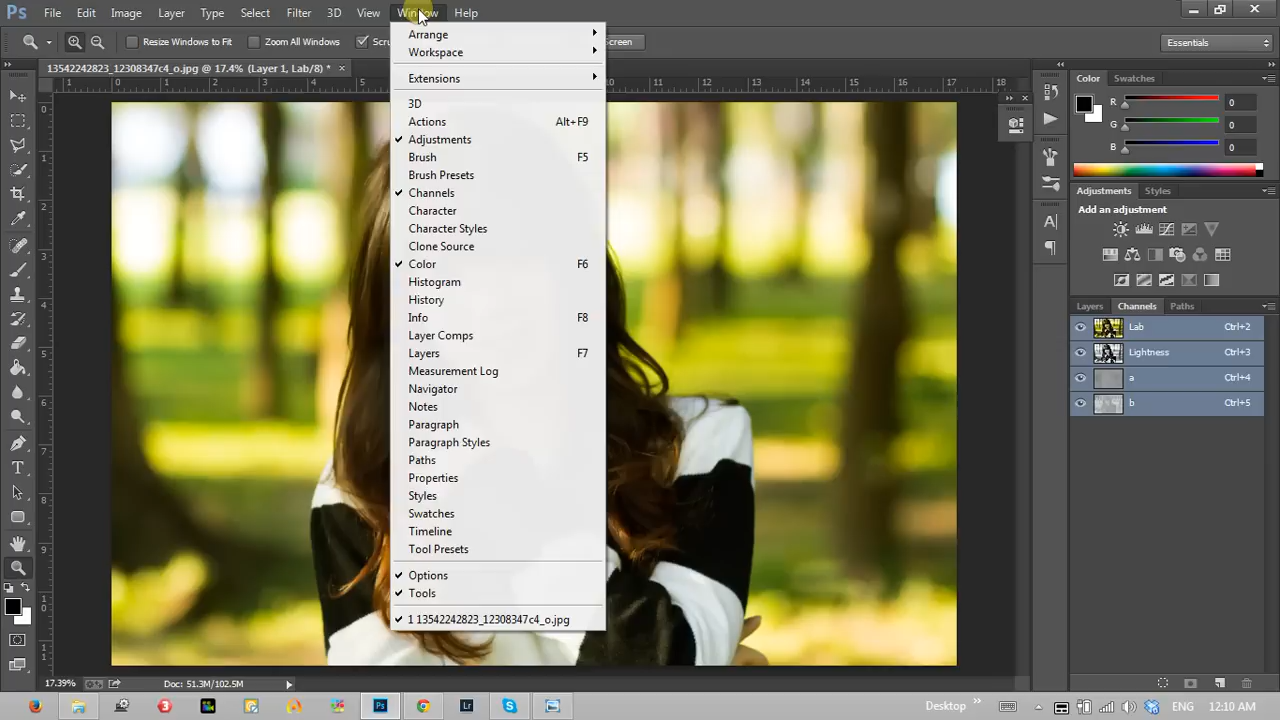 Ps File Edit Image Layer Type Select Filter 3D View Window Help
Resize Windows to Fit Zoom All Windows Screen Essentials
13542242823_12308347c4_o.jpg @ 17.4% (Layer 1, Lab/8) * ×
Arrange
Workspace
Extensions
3D
Actions Alt+F9
Adjustments
Brush F5
Brush Presets
Channels
Character
Character Styles
Clone Source
Color F6
Histogram
History
Info F8
Layer Comps
Layers F7
Measurement Log
Navigator
Notes
Paragraph
Paragraph Styles
Paths
Properties
Styles
Swatches
Timeline
Tool Presets
Options
Tools
1 13542242823_12308347c4_o.jpg
Color Swatches
R 0
G 0
B 0
Adjustments Styles
Add an adjustment
Layers Channels Paths
Lab Ctrl+2
Lightness Ctrl+3
a Ctrl+4
b Ctrl+5
17.39% Doc: 51.3M/102.5M
Desktop ENG 12:10 AM